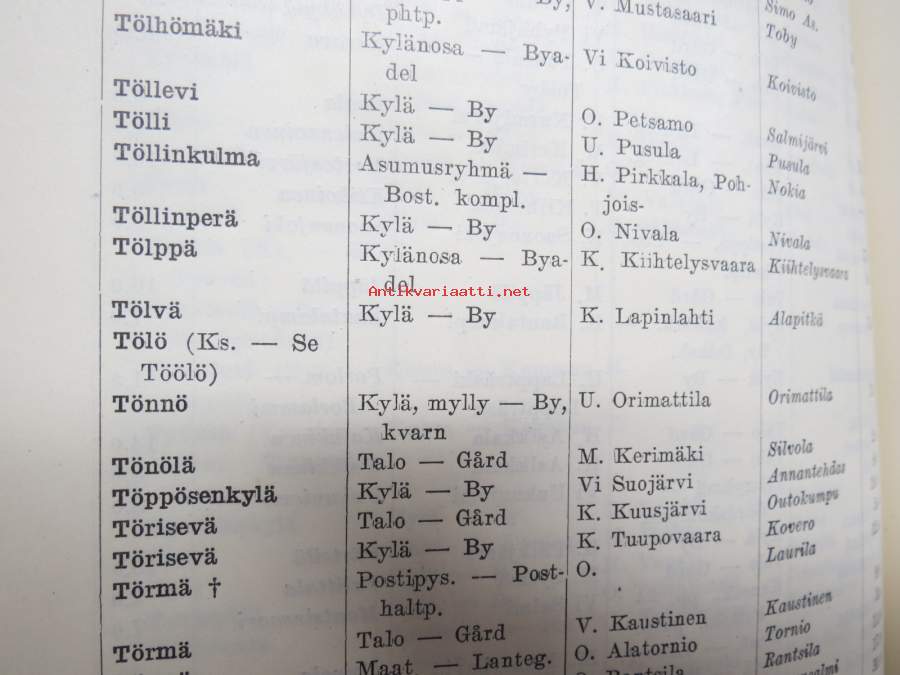 phtp. V. Mustasaari Simo As.
Tölhömäki Kylänosa — Bya- Vi Koivisto Toby
del Koivisto
Töllevi Kylä — By O. Petsamo Salmijärvi
Tölli Kylä — By U. Pusula Pusula
Töllinkulma Asumusryhmä — H. Pirkkala, Poh- Nokia
Bost. kompl. jois-
Töllinperä Kylä — By O. Nivala Nivala
Tölppä Kylänosa — Bya- K. Kiihtelysvaara Kiihtelysvaara
del
Antikvariaatti.net
Tölvä Kylä — By K. Lapinlahti Alapitkä
Tölö (Ks. — Se
Töölö)
Tönnö Kylä, mylly — By, U. Orimattila Orimattila
kvarn
Tönölä Talo — Gård M. Kerimäki Silvola
Töppösenkylä Kylä — By Vi Suojärvi Annantehdas
Törisevä Talo — Gård K. Kuusjärvi Outokumpu
Törisevä Kylä — By K. Tuupovaara Kovero
Törmä † Postipys. — Post- O. Laurila
haltp.
Törmä Talo — Gård V. Kaustinen Kaustinen
Maat — Lanteg. O. Alatornio Tornio
Rantsila